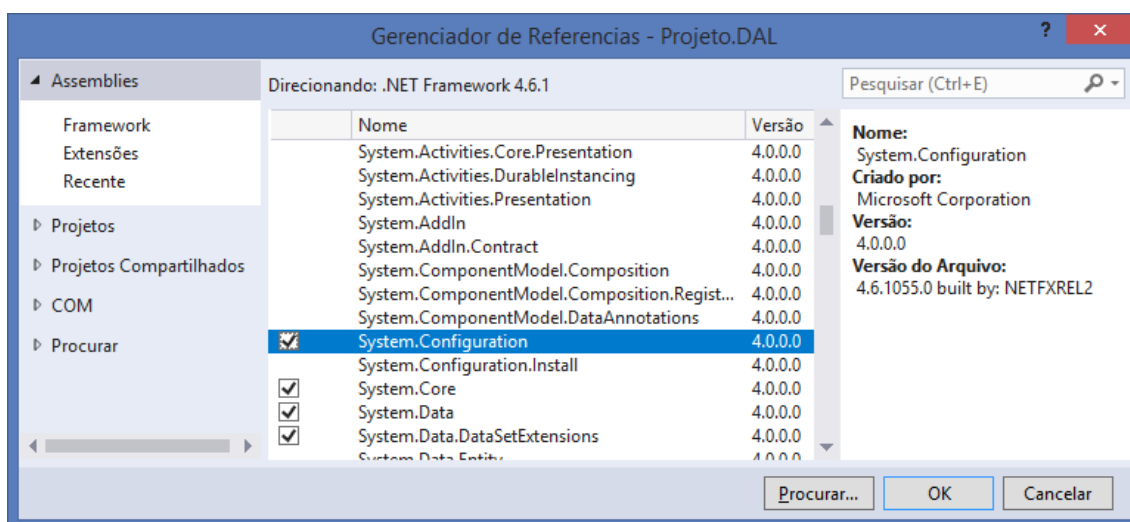 Gerenciador de Referencias - Projeto.DAL
?
Assemblies
Framework
Extensões
Recente
Projetos
Projetos Compartilhados
COM
Procurar
Direcionando: .NET Framework 4.6.1
Nome Versão
System.Activities.Core.Presentation 4.0.0.0
System.Activities.DurableInstancing 4.0.0.0
System.Activities.Presentation 4.0.0.0
System.AddIn 4.0.0.0
System.AddIn.Contract 4.0.0.0
System.ComponentModel.Composition 4.0.0.0
System.ComponentModel.Composition.Regist... 4.0.0.0
System.ComponentModel.DataAnnotations 4.0.0.0
System.Configuration 4.0.0.0
System.Configuration.Install 4.0.0.0
System.Core 4.0.0.0
System.Data 4.0.0.0
System.Data.DataSetExtensions 4.0.0.0
System.Data.Entity 4.0.0.0
Pesquisar (Ctrl+E)
Nome:
System.Configuration
Criado por:
Microsoft Corporation
Versão:
4.0.0.0
Versão do Arquivo:
4.6.1055.0 built by: NETFXREL2
Procurar... OK Cancelar